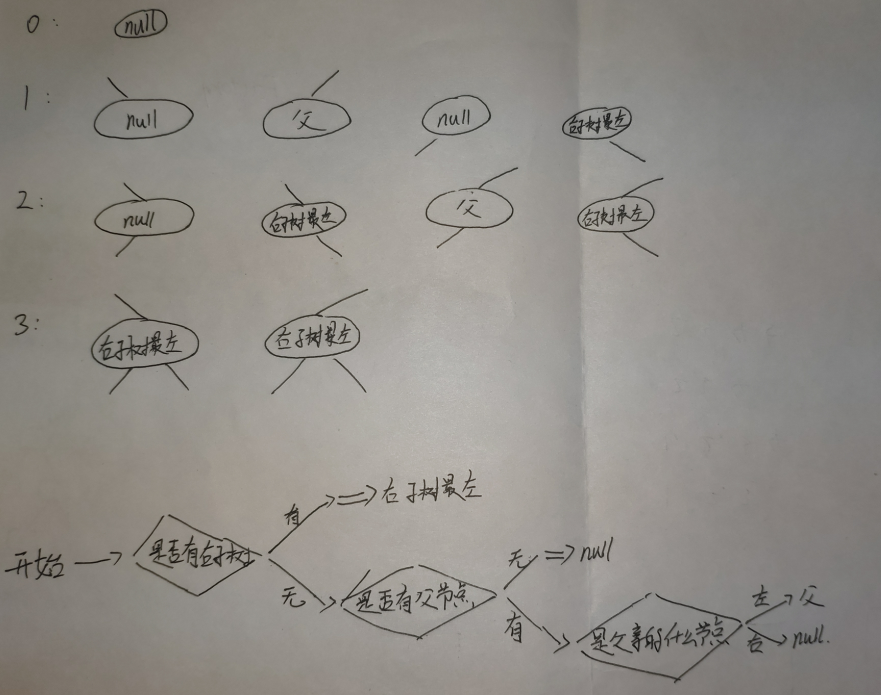 0: null
1: null 父 null 右子树最左
2: null 右子树最左 父 右子树最左
3: 右子树最左 右子树最左
有 右子树最左
开始 是否有右子树 无 null
无 是否有父节点 左 父
有 是父亲的什么节点 右 null.